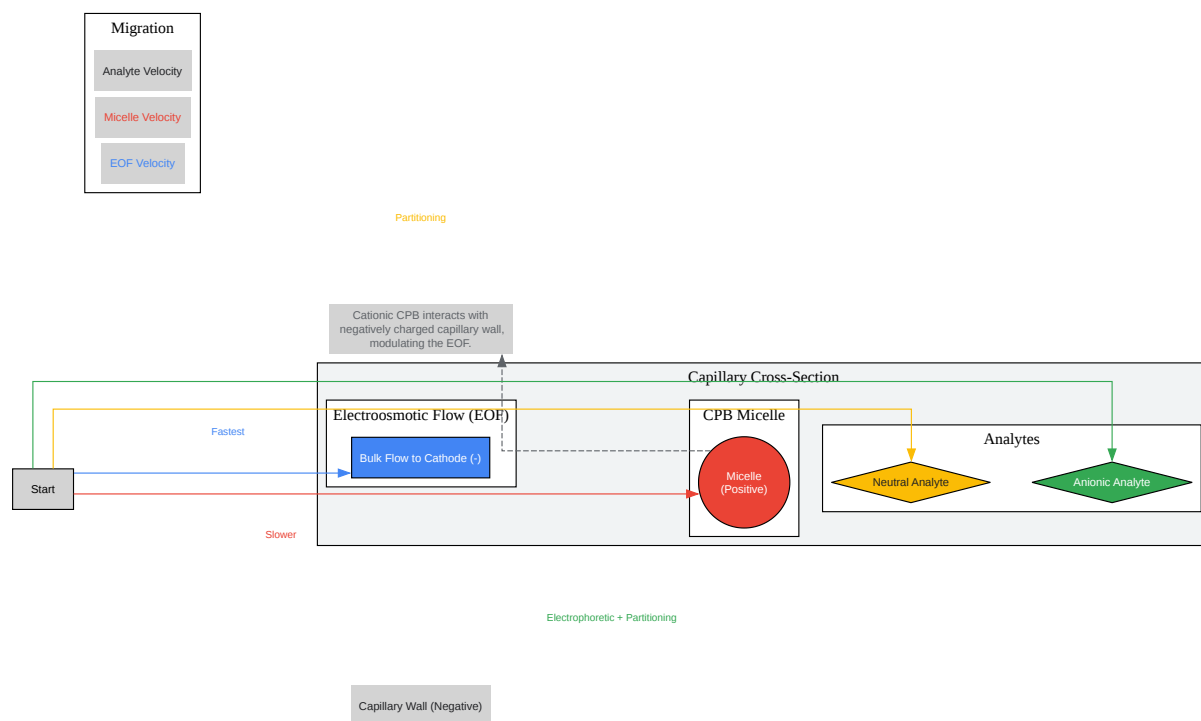 Migration
Analyte Velocity
Micelle Velocity
EOF Velocity
Partitioning
Cationic CPB interacts with
negatively charged capillary wall,
modulating the EOF.
Capillary Cross-Section
Electroosmotic Flow (EOF)
CPB Micelle
Fastest
Analytes
Bulk Flow to Cathode (-)
Start
Micelle
(Positive)
Neutral Analyte
Anionic Analyte
Slower
Electrophoretic + Partitioning
Capillary Wall (Negative)